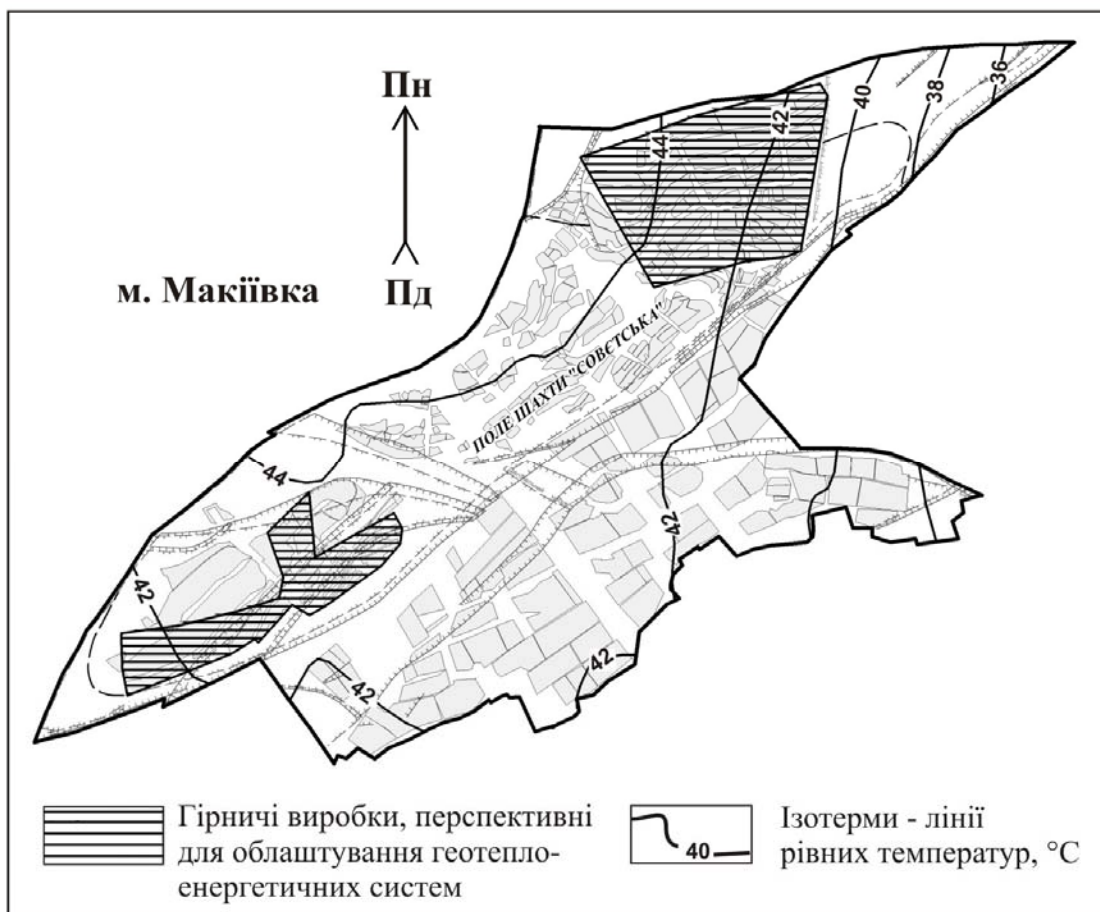 Пн
м. Макіївка
Пд
44
42
40
38
36
ПОЛЕ ШАХТИ "СОВЄТСЬКА"
44
42
42
42
42
Гірничі виробки, перспективні
для облаштування геотепло-
енергетичних систем
40
Ізотерми - лінії
рівних температур, °C